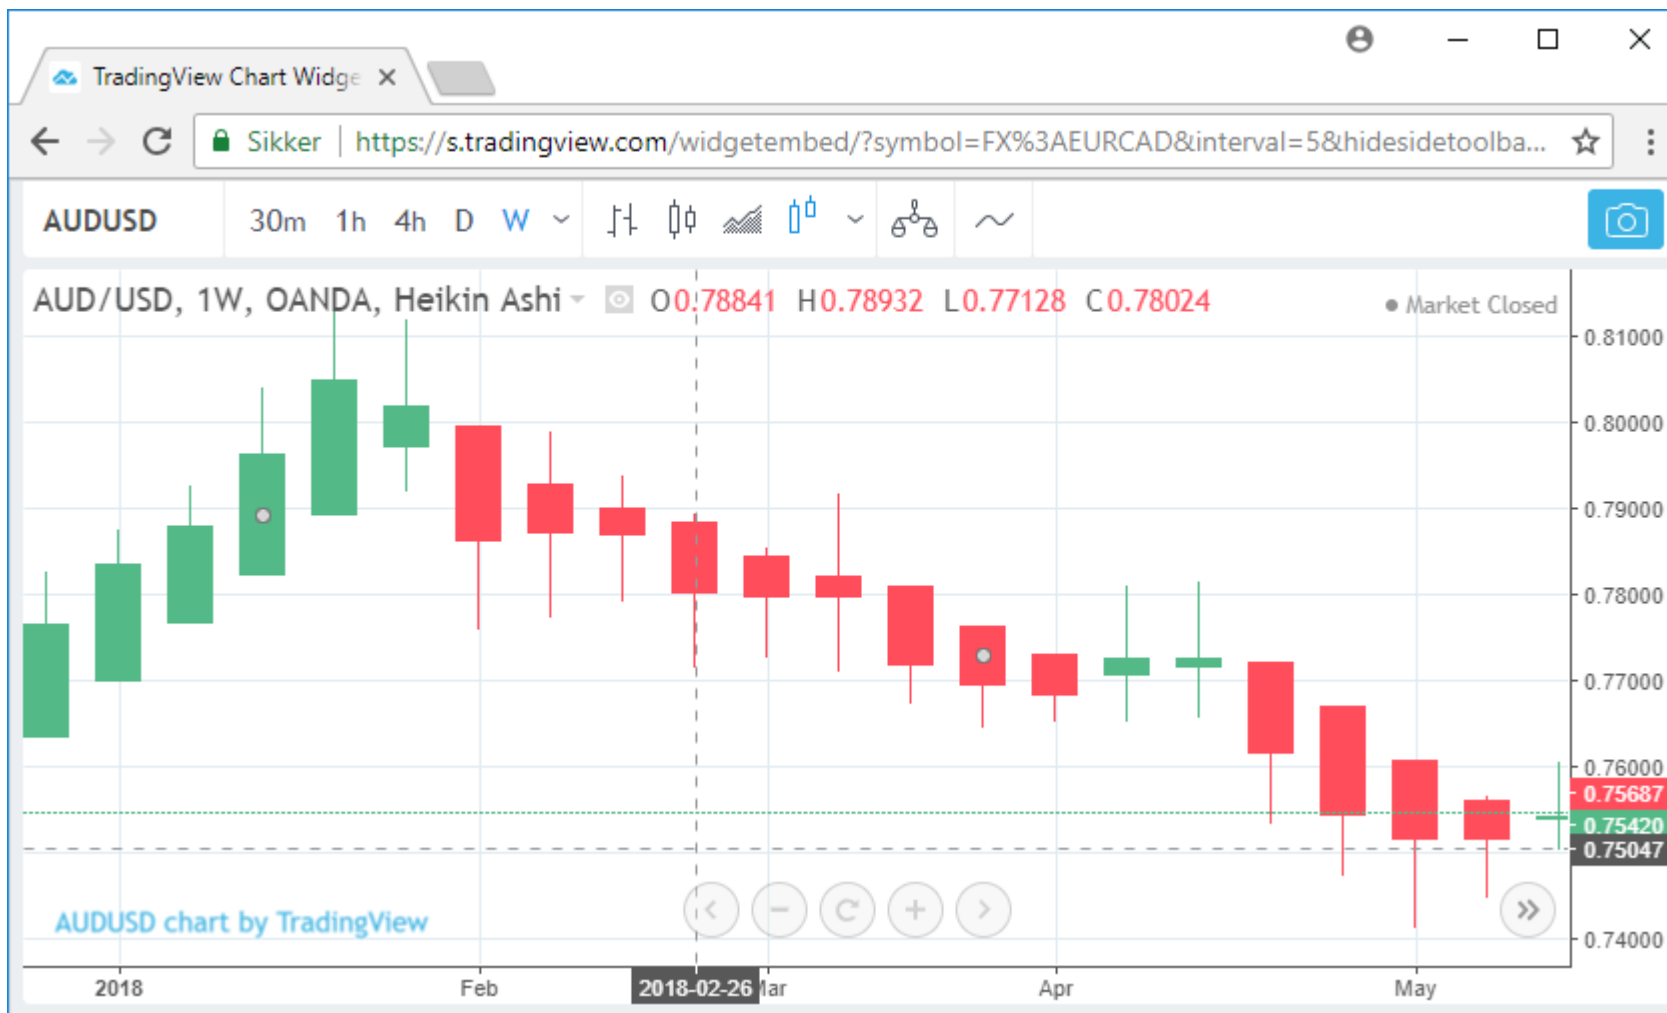 TradingView Chart Widge
Sikker https://s.tradingview.com/widgetembed/?symbol=FX%3AEURCAD&interval=5&hidesidetoolba...
AUDUSD 30m 1h 4h D W
AUD/USD, 1W, OANDA, Heikin Ashi O0.78841 H0.78932 L0.77128 C0.78024
Market Closed
0.81000
0.80000
0.79000
0.78000
0.77000
0.76000
0.75687
0.75420
0.75047
AUDUSD chart by TradingView
0.74000
2018 Feb 2018-02-26 Mar Apr May